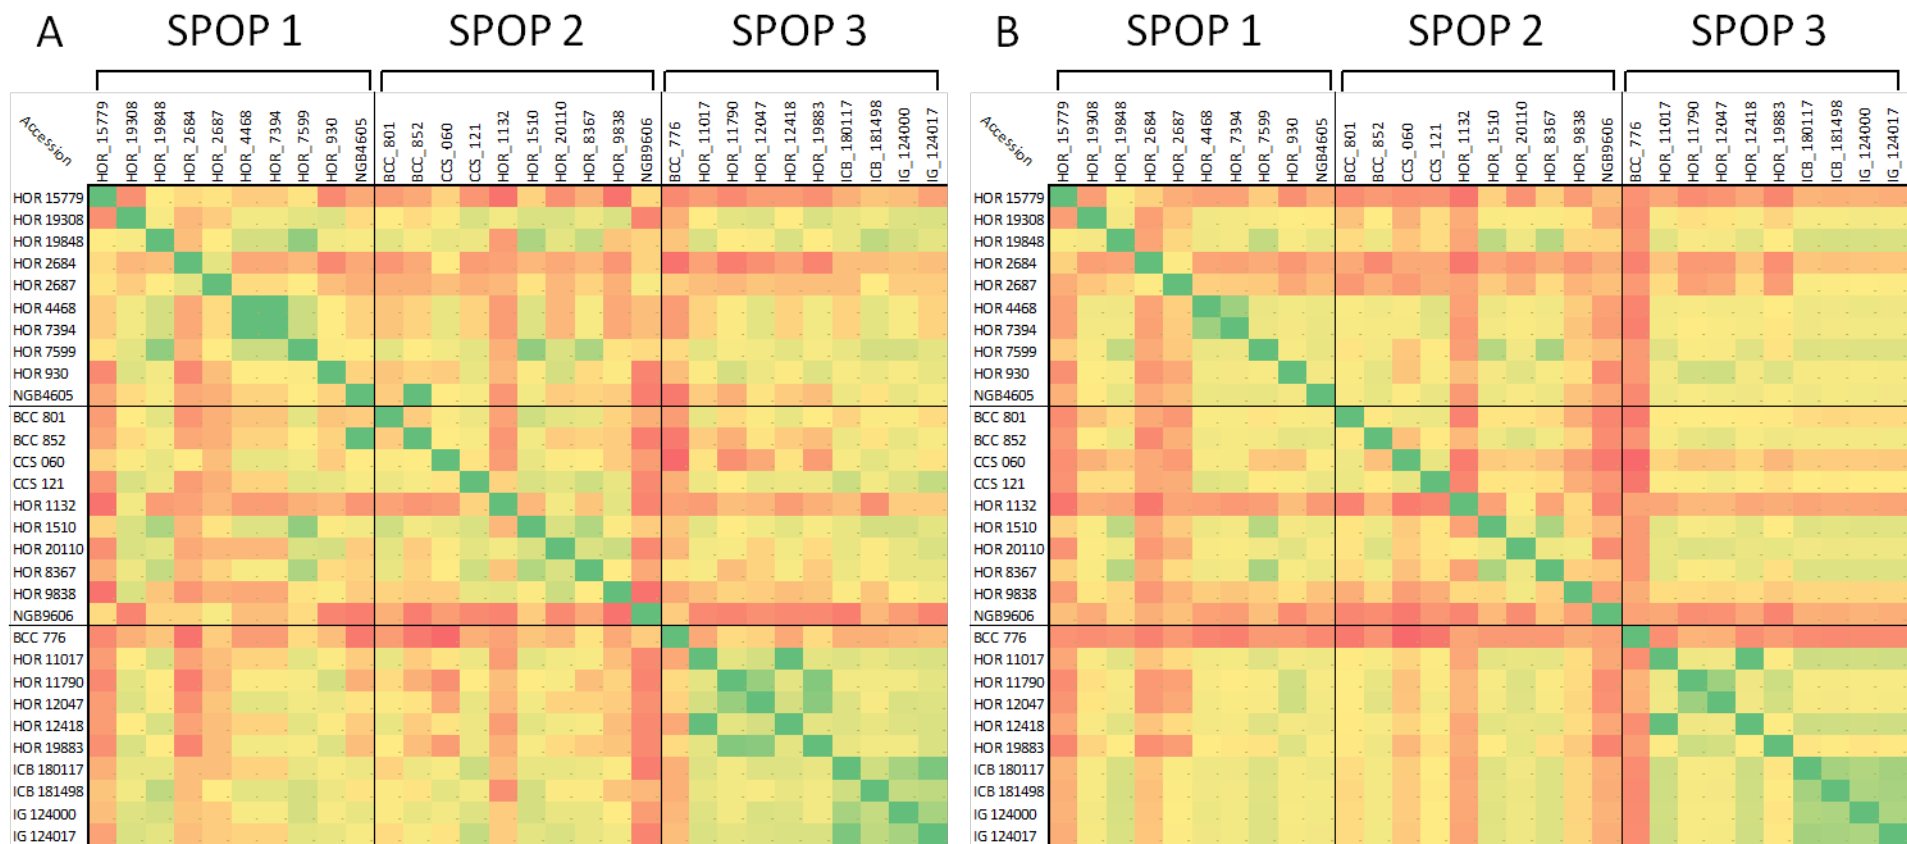 A SPOP 1 SPOP 2 SPOP 3
Accession HOR_15779 HOR_19308 HOR_19848 HOR_2684 HOR_2687 HOR_4468 HOR_7394 HOR_7599 HOR_930 NGB4605 BCC_801 BCC_852 CCS_060 CCS_121 HOR_1132 HOR_1510 HOR_20110 HOR_8367 HOR_9838 NGB9606 BCC_776 HOR_11017 HOR_11790 HOR_12047 HOR_12418 HOR_19883 ICB_180117 ICB_181498 IG_124000 IG_124017
HOR 15779
HOR 19308
HOR 19848
HOR 2684
HOR 2687
HOR 4468
HOR 7394
HOR 7599
HOR 930
NGB4605
BCC 801
BCC 852
CCS 060
CCS 121
HOR 1132
HOR 1510
HOR 20110
HOR 8367
HOR 9838
NGB9606
BCC 776
HOR 11017
HOR 11790
HOR 12047
HOR 12418
HOR 19883
ICB 180117
ICB 181498
IG 124000
IG 124017
B SPOP 1 SPOP 2 SPOP 3
Accession HOR_15779 HOR_19308 HOR_19848 HOR_2684 HOR_2687 HOR_4468 HOR_7394 HOR_7599 HOR_930 NGB4605 BCC_801 BCC_852 CCS_060 CCS_121 HOR_1132 HOR_1510 HOR_20110 HOR_8367 HOR_9838 NGB9606 BCC_776 HOR_11017 HOR_11790 HOR_12047 HOR_12418 HOR_19883 ICB_180117 ICB_181498 IG_124000 IG_124017
HOR 15779
HOR 19308
HOR 19848
HOR 2684
HOR 2687
HOR 4468
HOR 7394
HOR 7599
HOR 930
NGB4605
BCC 801
BCC 852
CCS 060
CCS 121
HOR 1132
HOR 1510
HOR 20110
HOR 8367
HOR 9838
NGB9606
BCC 776
HOR 11017
HOR 11790
HOR 12047
HOR 12418
HOR 19883
ICB 180117
ICB 181498
IG 124000
IG 124017